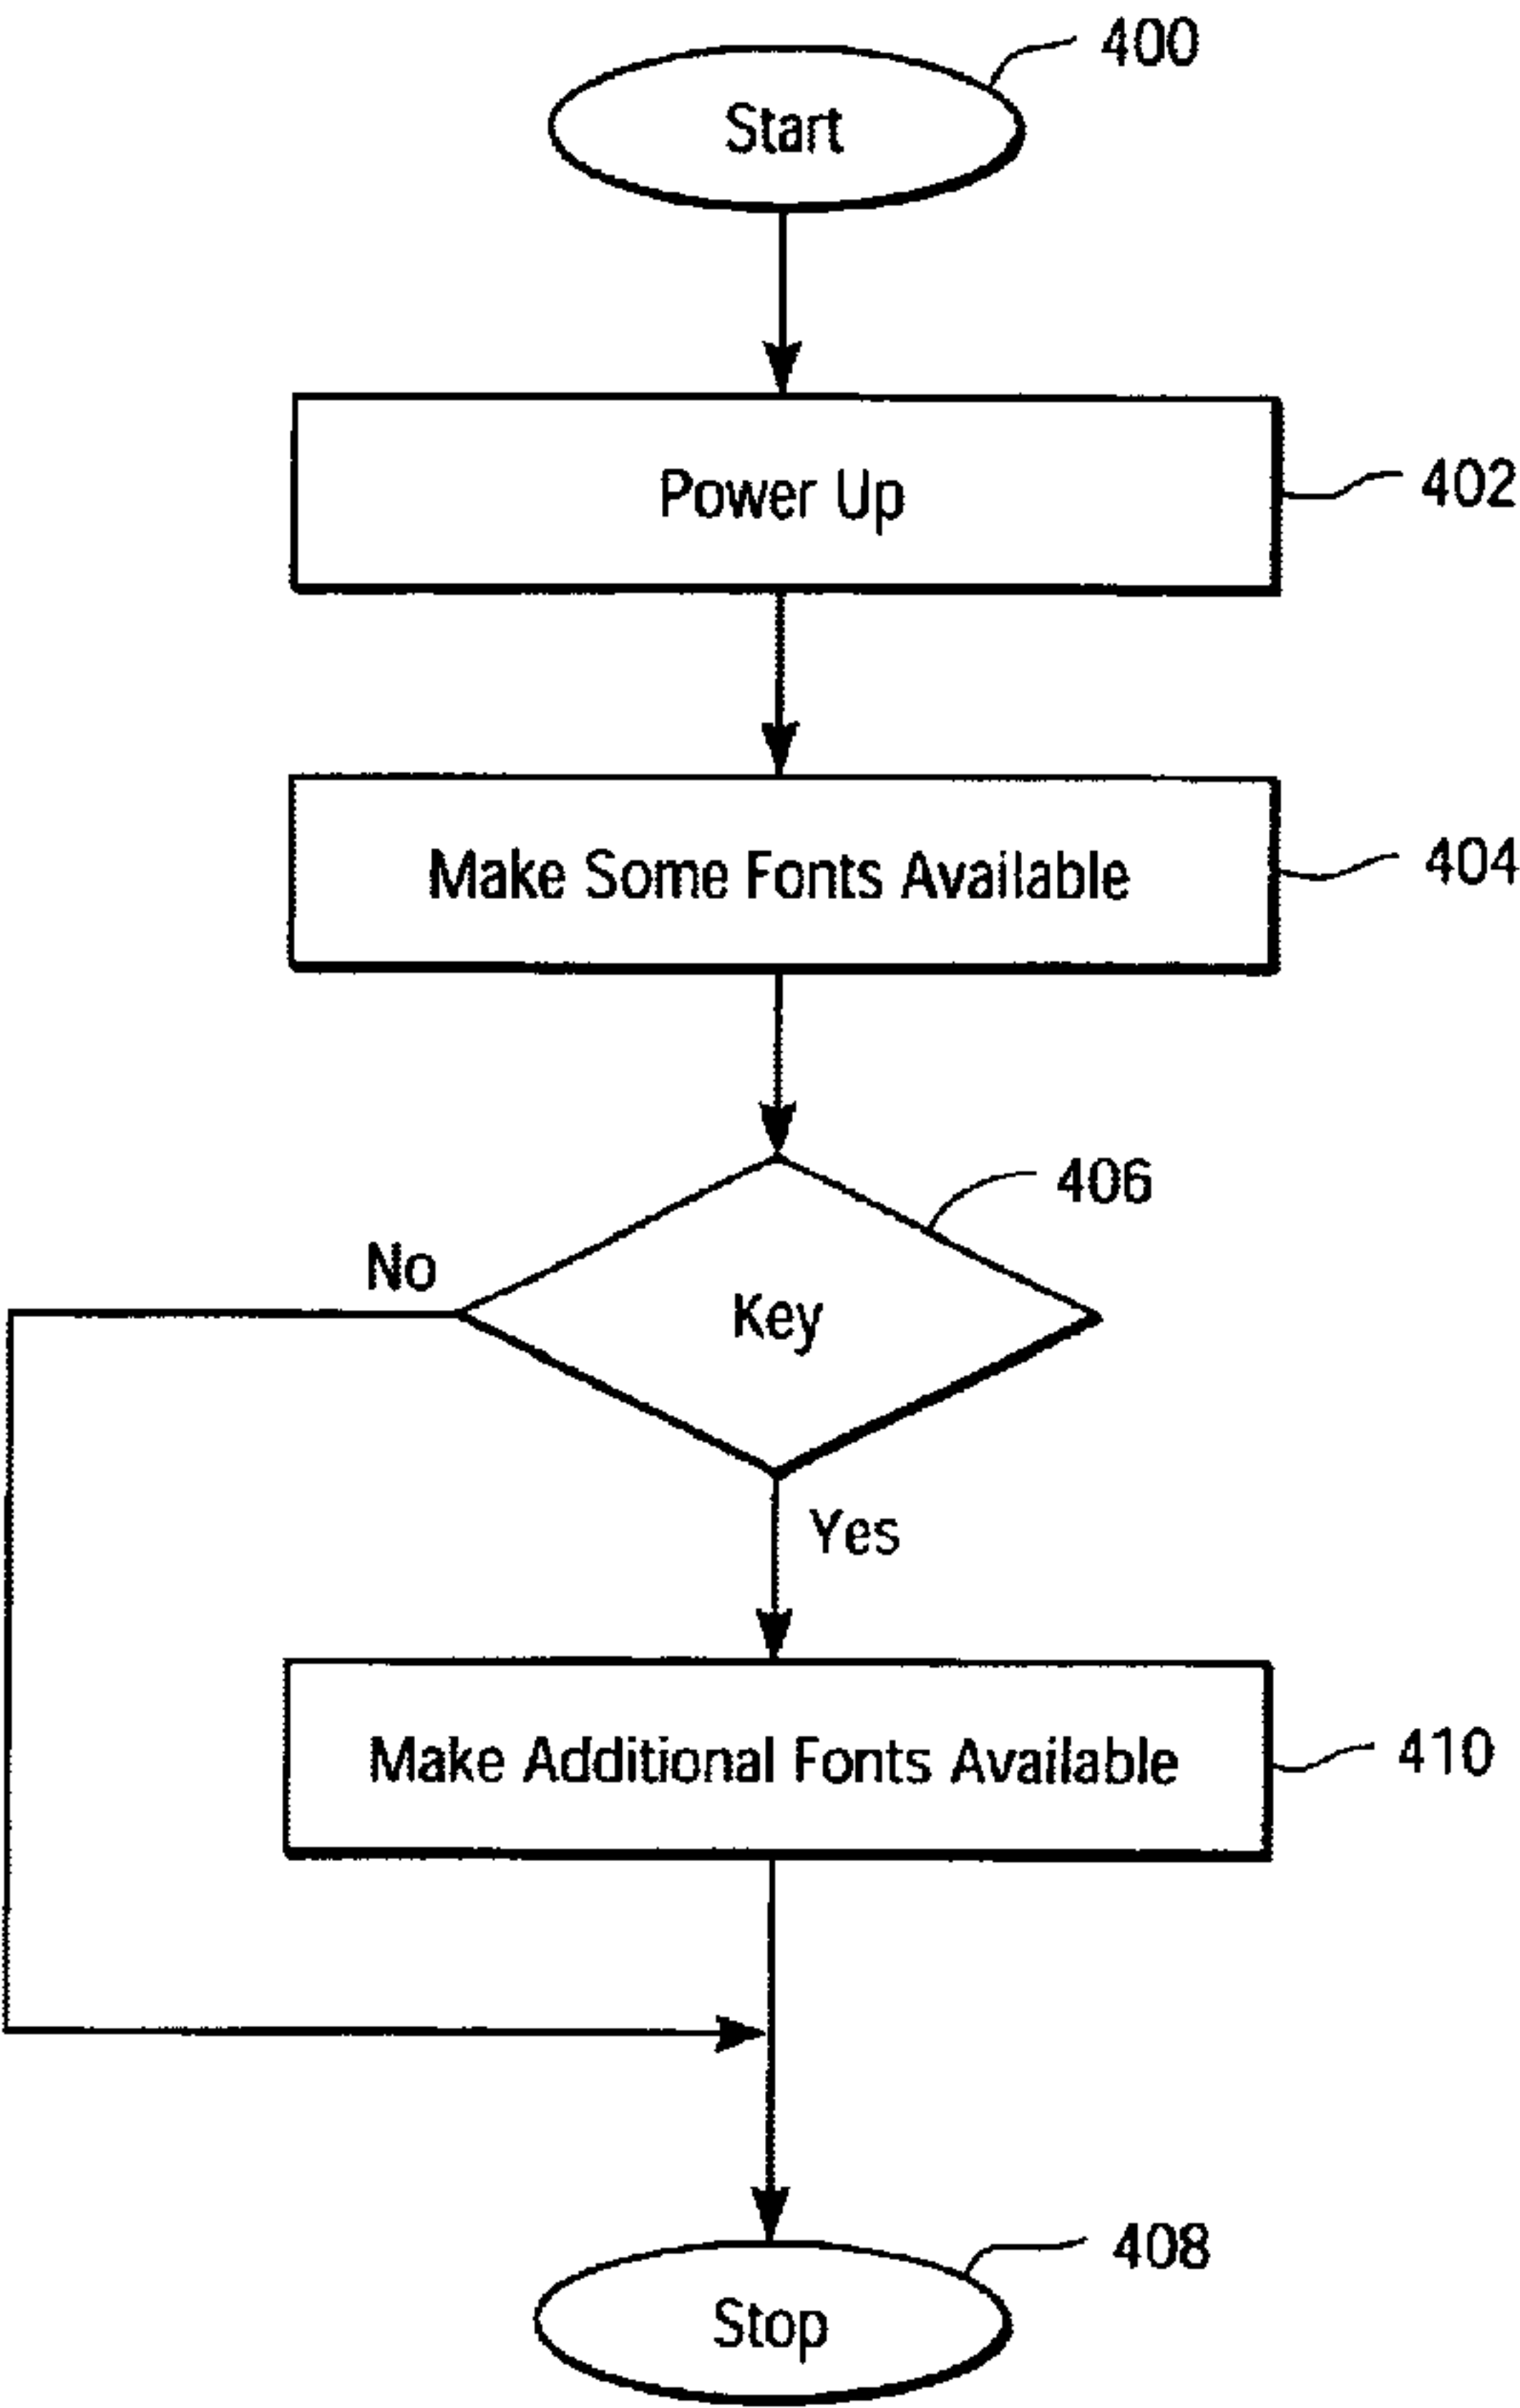 400
Start
Power Up
402
Make Some Fonts Available
404
406
No
Key
Yes
Make Additional Fonts Available
410
408
Stop